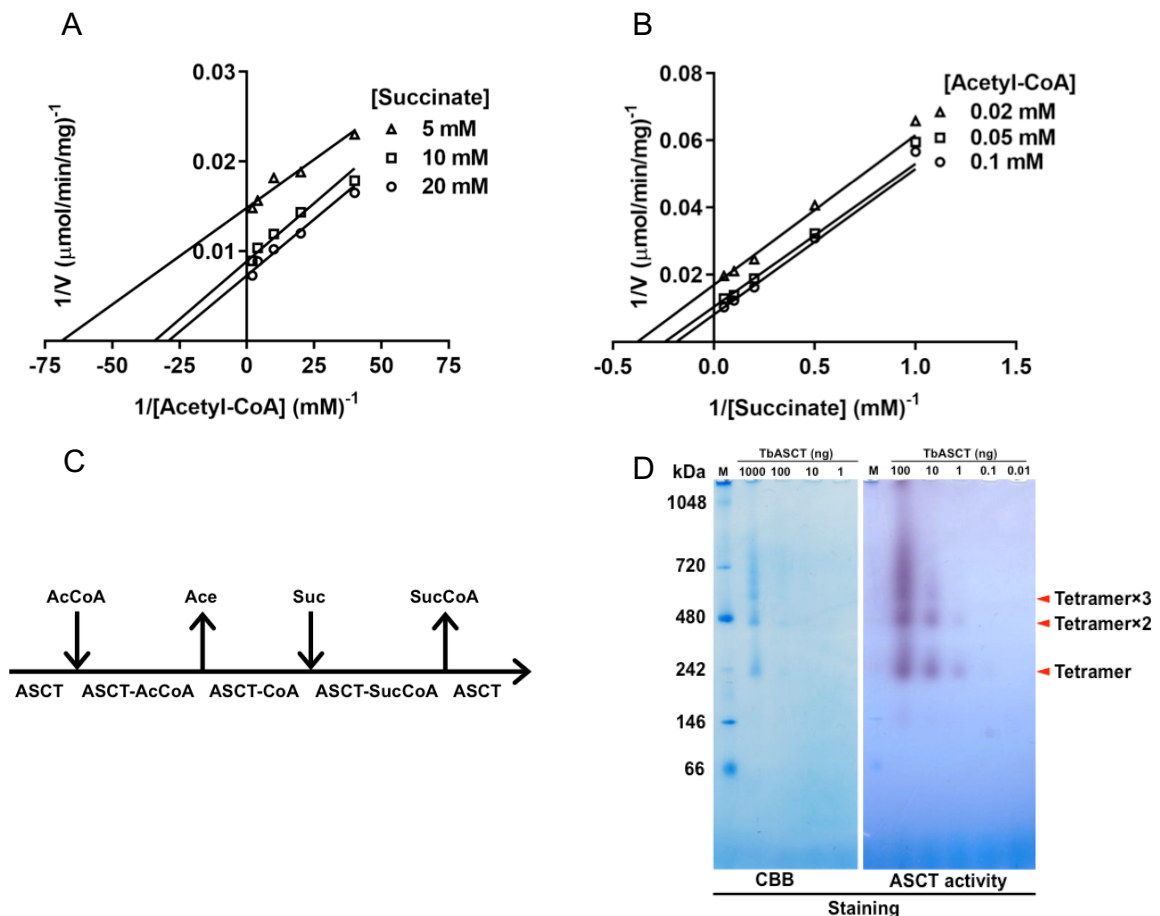 A
0.03
0.02
0.01
1/V (μmol/min/mg)-1
[Succinate]
5 mM
10 mM
20 mM
-75 -50 -25 0 25 50 75
1/[Acetyl-CoA] (mM)-1
B
0.08
0.06
0.04
0.02
1/V (μmol/min/mg)-1
[Acetyl-CoA]
0.02 mM
0.05 mM
0.1 mM
-0.5 0.0 0.5 1.0 1.5
1/[Succinate] (mM)-1
C
AcCoA Ace Suc SucCoA
ASCT ASCT-AcCoA ASCT-CoA ASCT-SucCoA ASCT
D
TbASCT (ng) TbASCT (ng)
kDa M 1000 100 10 1 M 100 10 1 0.1 0.01
1048
720
Tetramer×3
480
Tetramer×2
242 Tetramer
146
66
CBB ASCT activity
Staining